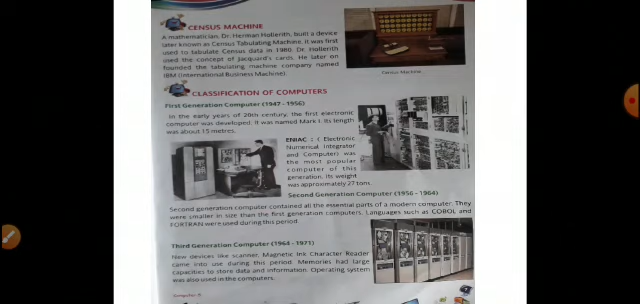 CENSUS MACHINE
A mathematician, Dr. Herman Hollerith, built a device
later known as Census Tabulating Machine. It was first
used to tabulate Census data in 1980. Dr. Hollerith
used the concept of Jacquard's cards. He later on
founded the tabulating machine company named
IBM (International Business Machine).
Census Machine
CLASSIFICATION OF COMPUTERS
First Generation Computer (1947 - 1956)
In the early years of 20th century, the first electronic
computer was developed. It was named Mark I. Its length
was about 15 metres.
ENIAC : ( Electronic
Numerical Integrator
and Computer) was
the most popular
computer of this
generation. Its weight
was approximately 27 tons.
Second Generation Computer (1956 - 1964)
Second generation computer contained all the essential parts of a modern computer. They
were smaller in size than the first generation computers. Languages such as COBOL and
FORTRAN were used during this period.
Third Generation Computer (1964 - 1971)
New devices like scanner, Magnetic Ink Character Reader
came into use during this period. Memories had large
capacities to store data and information. Operating system
was also used in the computers.
Computer-5